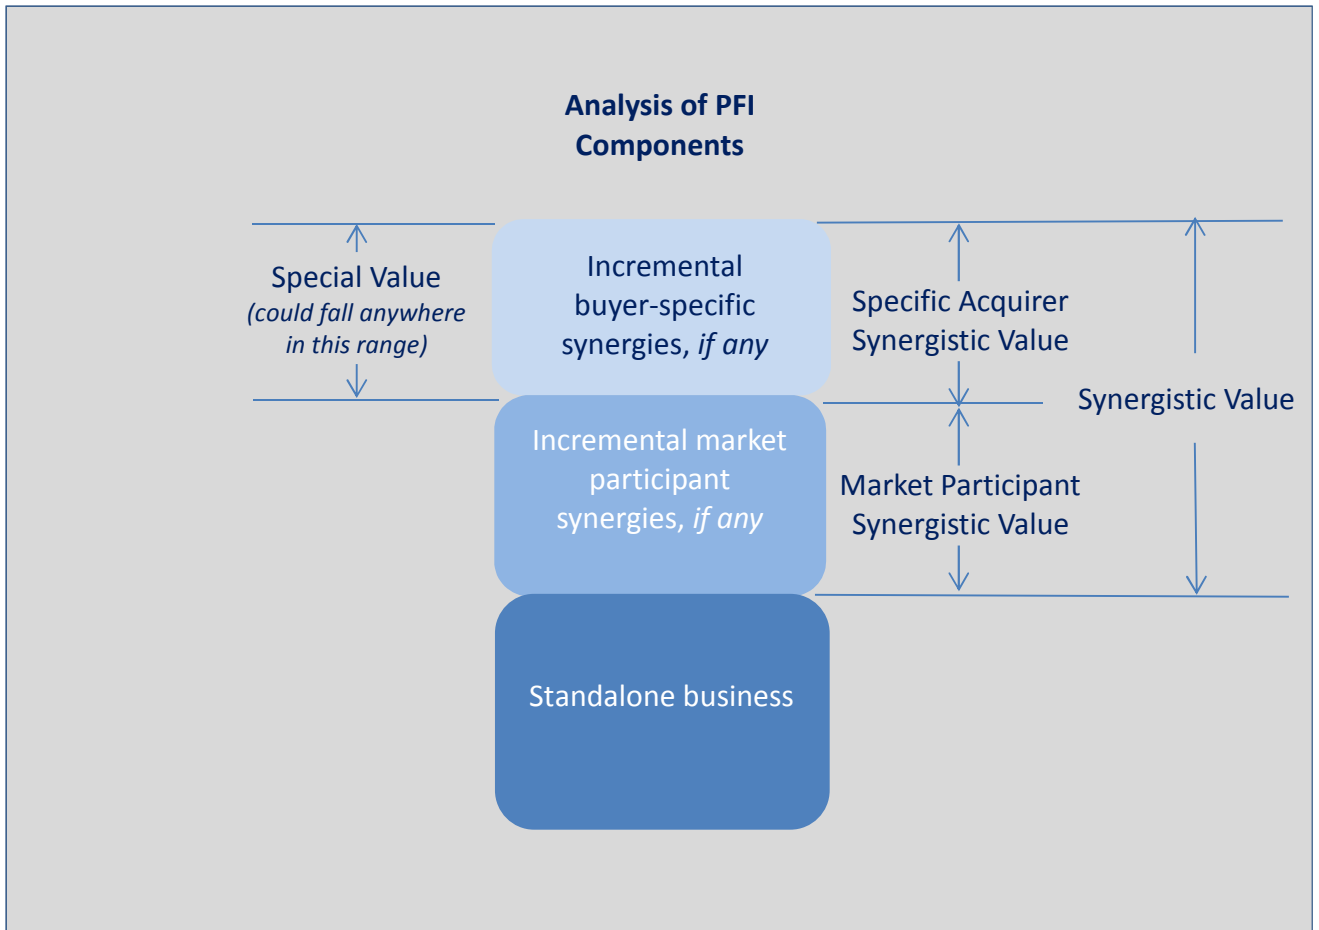 Analysis of PFI
Components
Special Value
(could fall anywhere
in this range)
Incremental
buyer-specific
synergies, if any
Specific Acquirer
Synergistic Value
Synergistic Value
Incremental market
participant
synergies, if any
Market Participant
Synergistic Value
Standalone business